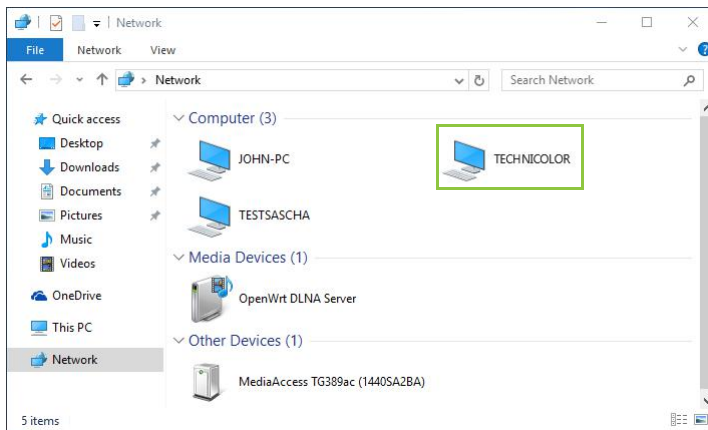 Network
File Network View
Network Search Network
Quick access
Desktop
Downloads
Documents
Pictures
Music
Videos
OneDrive
This PC
Network
Computer (3)
JOHN-PC TECHNICOLOR
TESTSASCHA
Media Devices (1)
OpenWrt DLNA Server
Other Devices (1)
MediaAccess TG389ac (1440SA2BA)
5 items